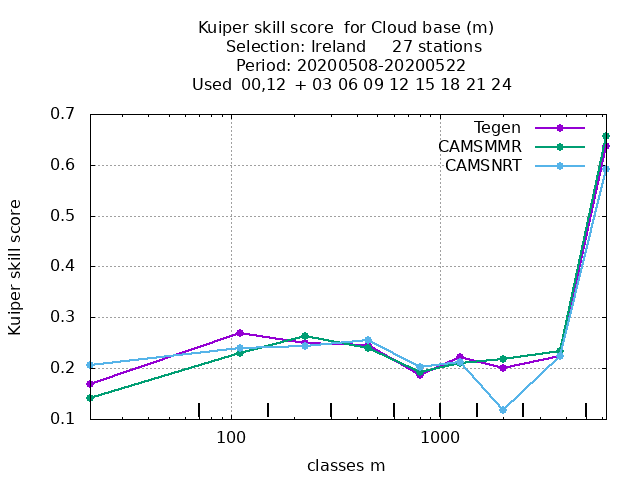 Kuiper skill score  for Cloud base (m)
Selection: Ireland     27 stations
Period: 20200508-20200522
Used  00,12  + 03 06 09 12 15 18 21 24
Tegen
CAMSMMR
CAMSNRT
0.7
0.6
0.5
0.4
0.3
0.2
0.1
Kuiper skill score
100
1000
classes m